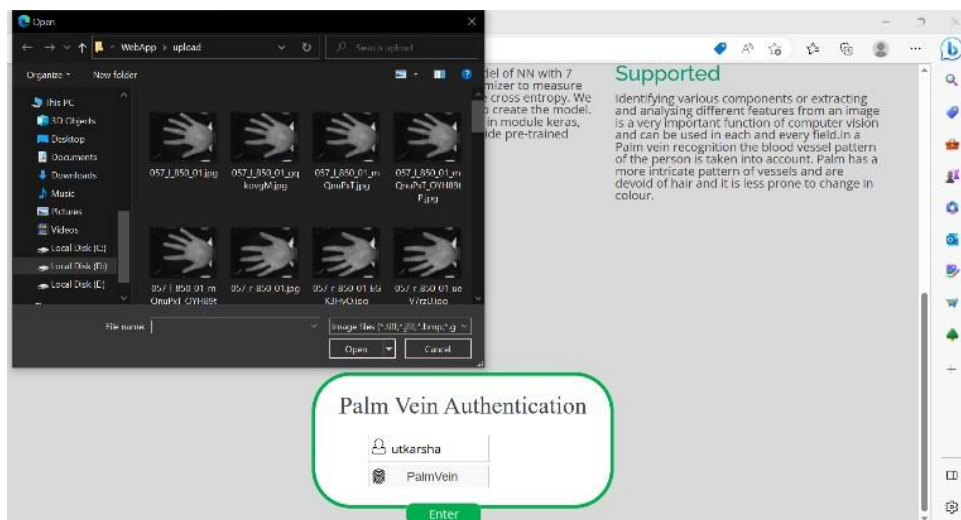 Open
WebApp > upload
Search upload
Organize
New folder
This PC
3D Objects
Desktop
Documents
Downloads
Music
Pictures
Videos
Local Disk (C:)
Local Disk (D:)
Local Disk (E:)
057_l_850_01.jpg
057_l_850_01_m
QnuPxT.jpg
057_l_850_01_m
QnuPxT_OYH89t
057_r_850_01.jpg
File name:
Image files
Open
Cancel
del of NN with 7
mizer to measure
e cross entropy. We
o create the model.
in module keras,
ide pre-trained
Supported
Identifying various components or extracting
and analysing different features from an image
is a very important function of computer vision
and can be used in each and every field.In a
Palm vein recognition the blood vessel pattern
of the person is taken into account. Palm has a
more intricate pattern of vessels and are
devoid of hair and it is less prone to change in
colour.
Palm Vein Authentication
utkarsha
PalmVein
Enter